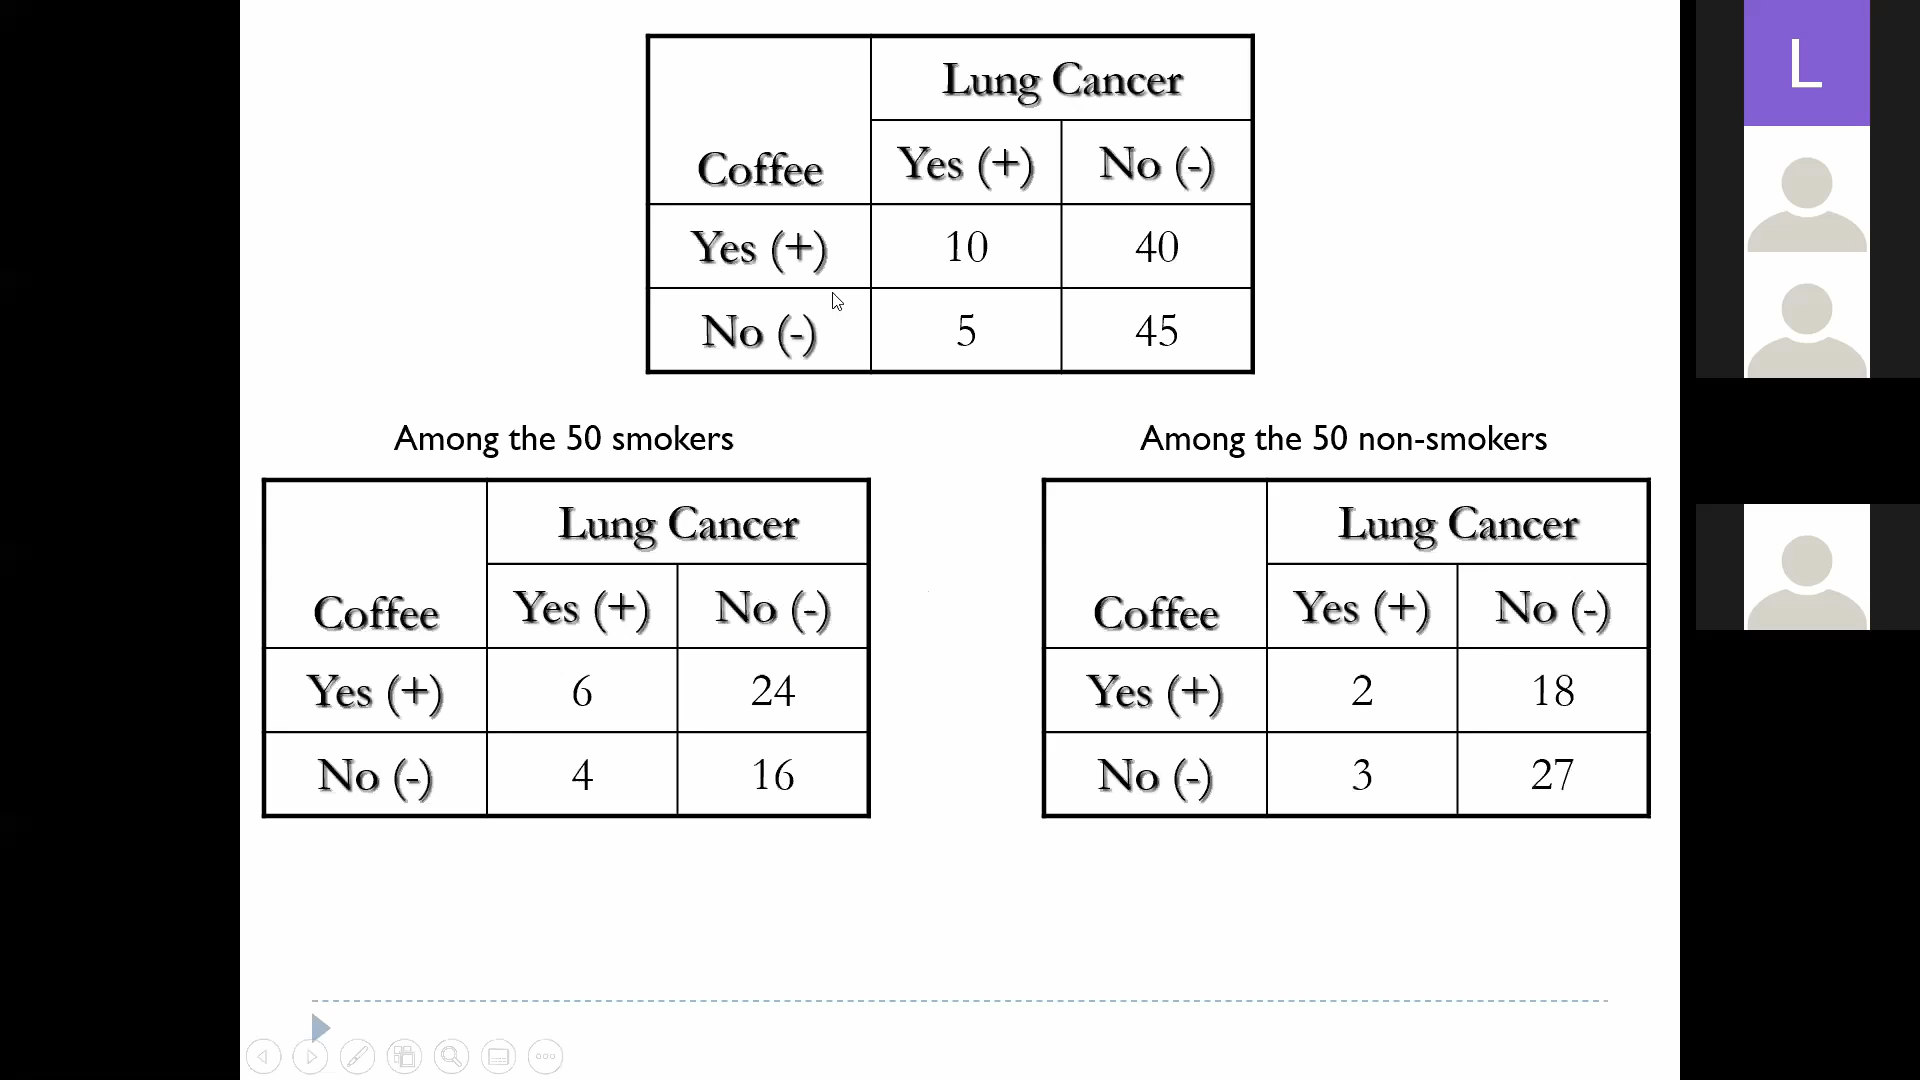 Lung Cancer
Coffee Yes (+) No (-)
Yes (+) 10 40
No (-) 5 45
Among the 50 smokers
Lung Cancer
Coffee Yes (+) No (-)
Yes (+) 6 24
No (-) 4 16
Among the 50 non-smokers
Lung Cancer
Coffee Yes (+) No (-)
Yes (+) 2 18
No (-) 3 27
L